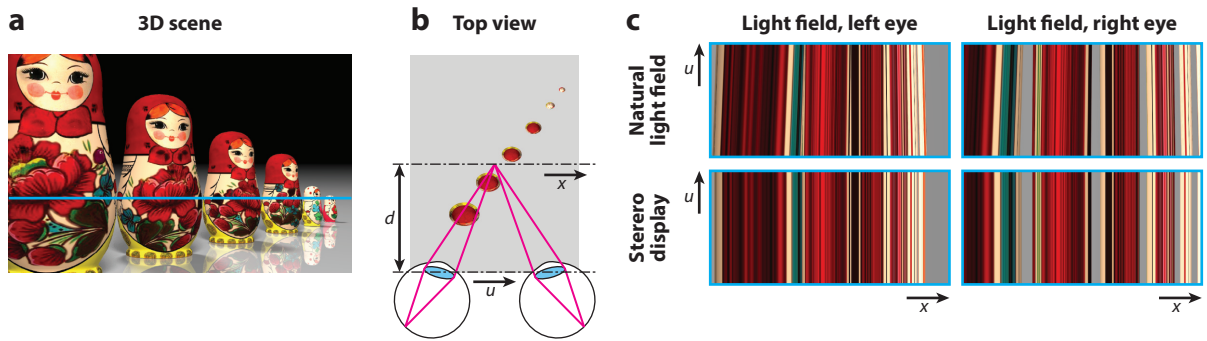 a
3D scene
b
Top view
x
d
u
c
Light field, left eye
Light field, right eye
Natural
light field
u
u
Sterero
display
u
u
x
x